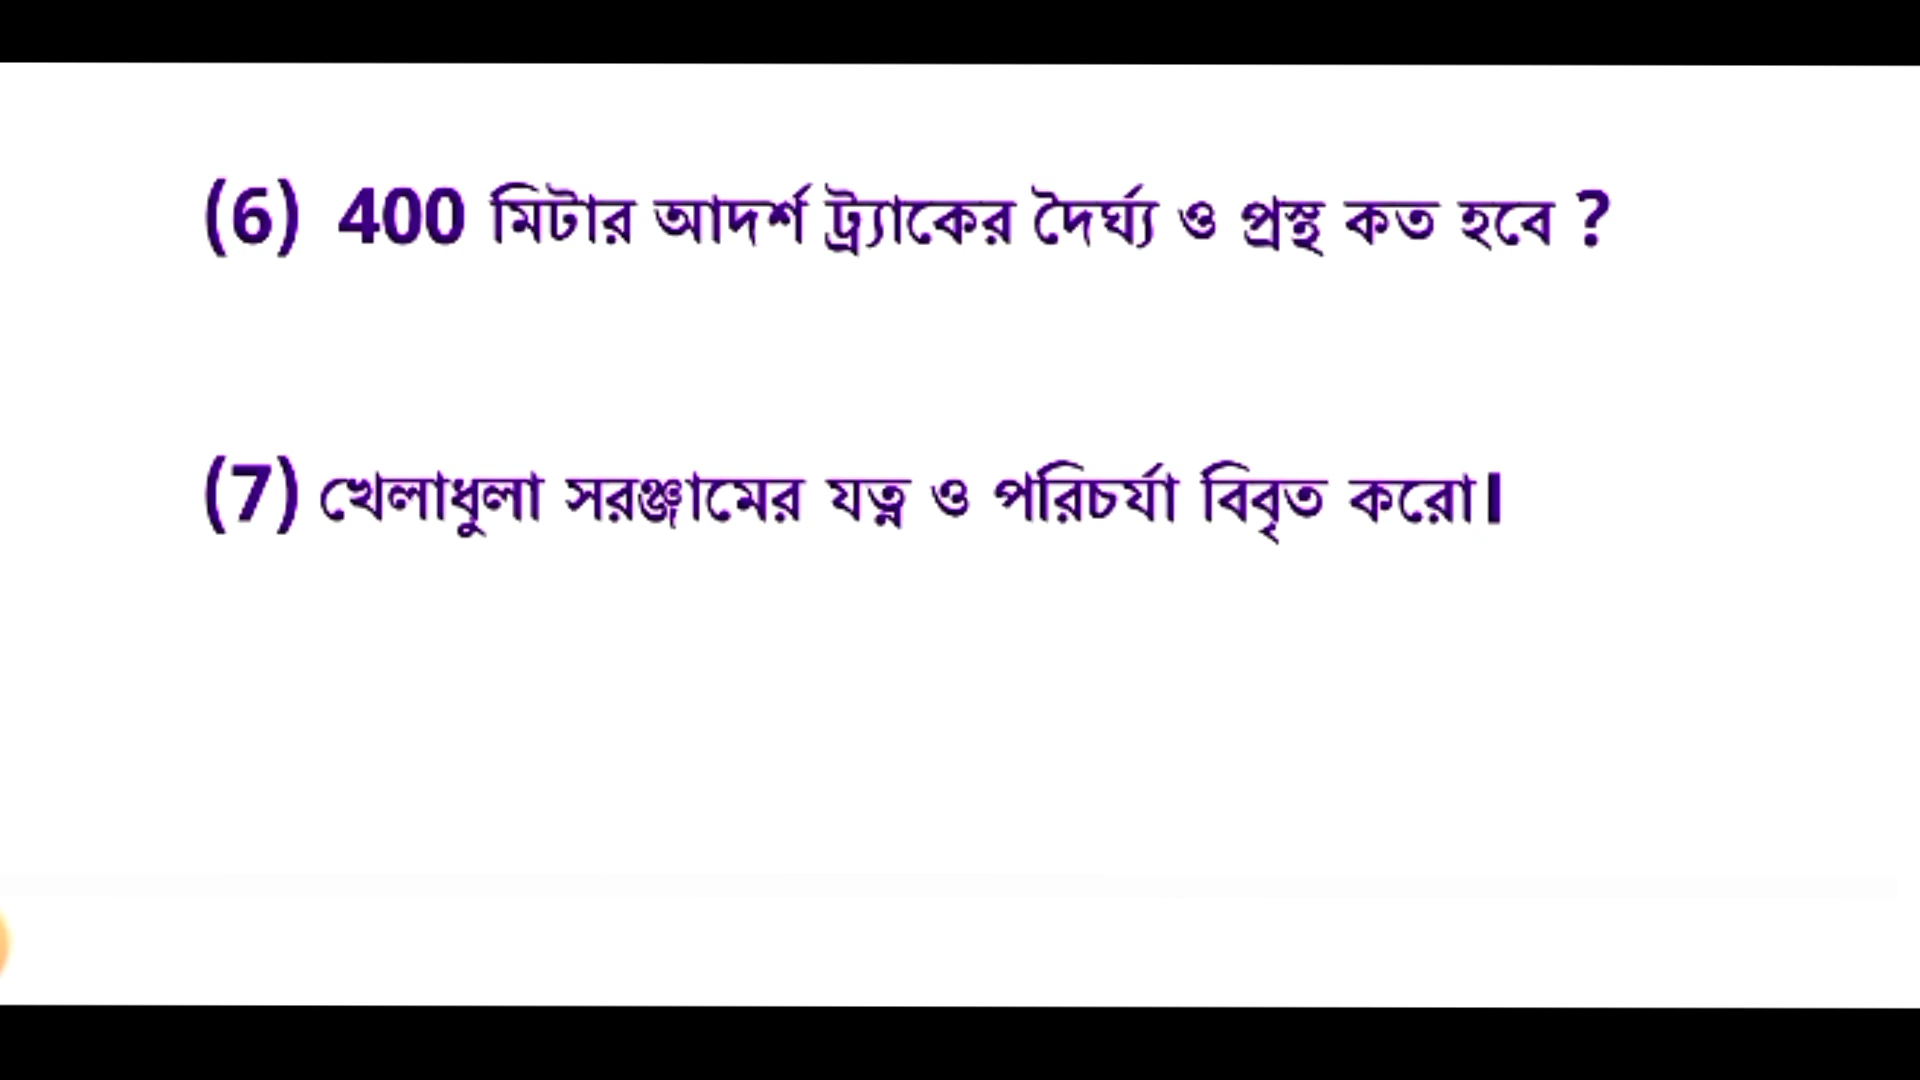 (6) 400 মিটার আদর্শ ট্র্যাকের দৈর্ঘ্য ও প্রস্থ কত হবে ?
(7) খেলাধুলা সরঞ্জামের যত্ন ও পরিচর্যা বিবৃত করো।